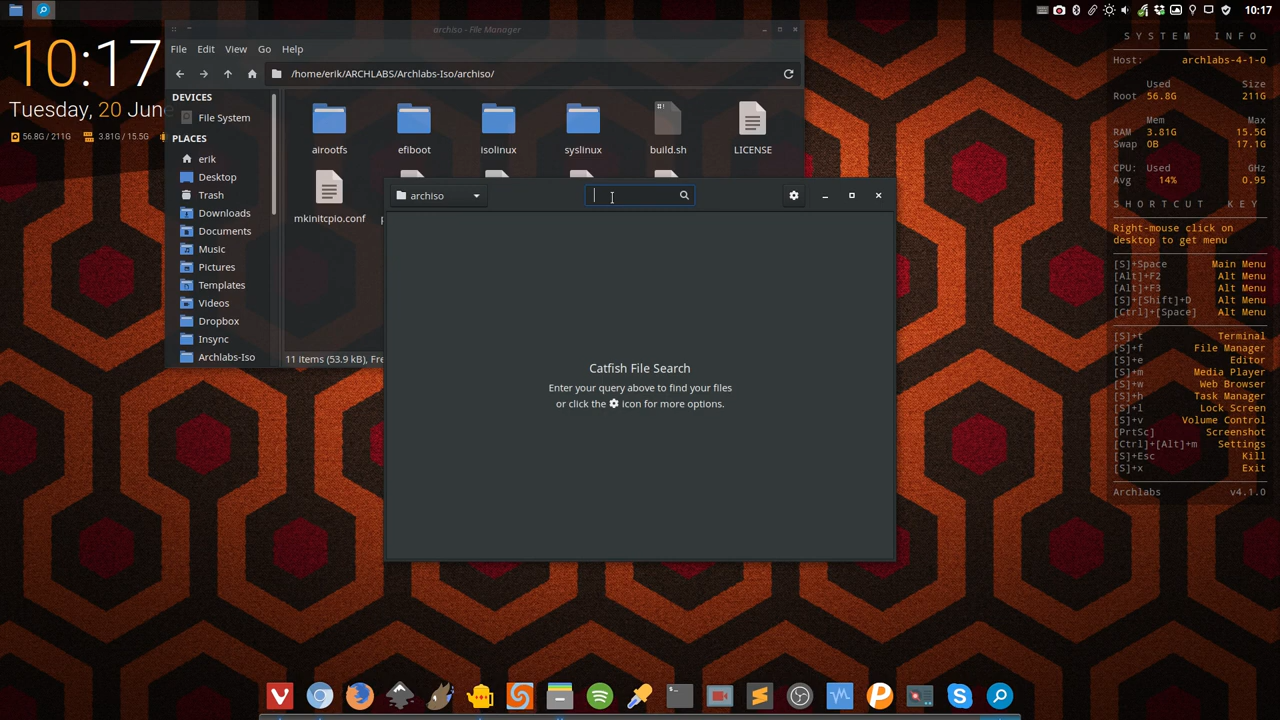 10:17
10:17
Tuesday, 20 June
56.8G / 211G
3.81G / 15.5G
archiso - File Manager
File Edit View Go Help
/home/erik/ARCHLABS/Archlabs-Iso/archiso/
DEVICES
File System
PLACES
erik
Desktop
Trash
Downloads
Documents
Music
Pictures
Templates
Videos
Dropbox
Insync
Archlabs-Iso
airootfs
efiboot
isolinux
syslinux
build.sh
LICENSE
mkinitcpio.conf
11 items (53.9 kB), Fre
archiso
Catfish File Search
Enter your query above to find your files
or click the icon for more options.
SYSTEM INFO
Host: archlabs-4-1-0
Used Size
Root 56.8G 211G
Mem Max
RAM 3.81G 15.5G
Swap 0B 17.1G
CPU: Used GHz
Avg 14% 0.95
SHORTCUT KEY
Right-mouse click on
desktop to get menu
[S]+Space Main Menu
[Alt]+F2 Alt Menu
[Alt]+F3 Alt Menu
[S]+[Shift]+D Alt Menu
[Ctrl]+[Space] Alt Menu
[S]+t Terminal
[S]+f File Manager
[S]+e Editor
[S]+m Media Player
[S]+w Web Browser
[S]+h Task Manager
[S]+l Lock Screen
[S]+v Volume Control
[PrtSc] Screenshot
[Ctrl]+[Alt]+m Settings
[S]+Esc Kill
[S]+x Exit
Archlabs v4.1.0